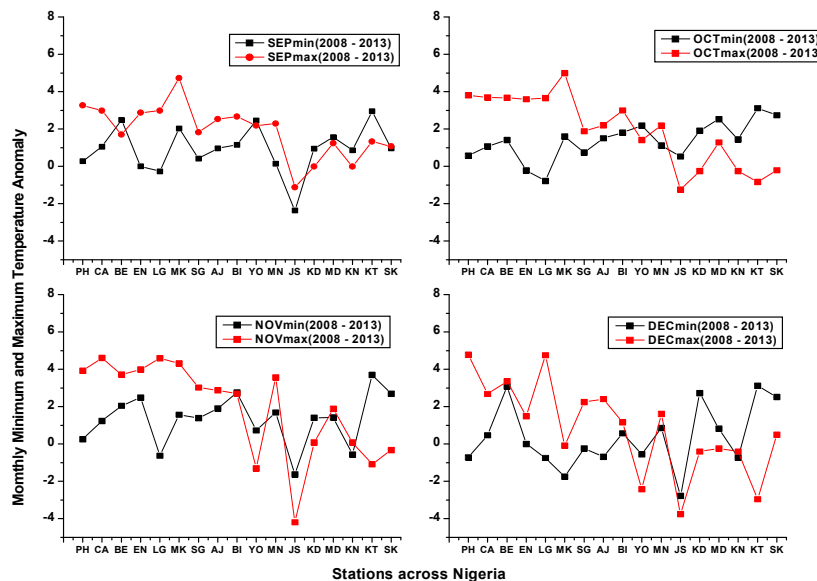 8
6
4
2
0
-2
-4
SEPmin(2008 - 2013)
SEPmax(2008 - 2013)
PH CA BE EN LG MK SG AJ BI YO MN JS KD MD KN KT SK
8
6
4
2
0
-2
-4
OCTmin(2008 - 2013)
OCTmax(2008 - 2013)
PH CA BE EN LG MK SG AJ BI YO MN JS KD MD KN KT SK
Momthly Minimum and Maximum Temperature Anomaly
8
6
4
2
0
-2
-4
NOVmin(2008 - 2013)
NOVmax(2008 - 2013)
PH CA BE EN LG MK SG AJ BI YO MN JS KD MD KN KT SK
8
6
4
2
0
-2
-4
DECmin(2008 - 2013)
DECmax(2008 - 2013)
PH CA BE EN LG MK SG AJ BI YO MN JS KD MD KN KT SK
Stations across Nigeria